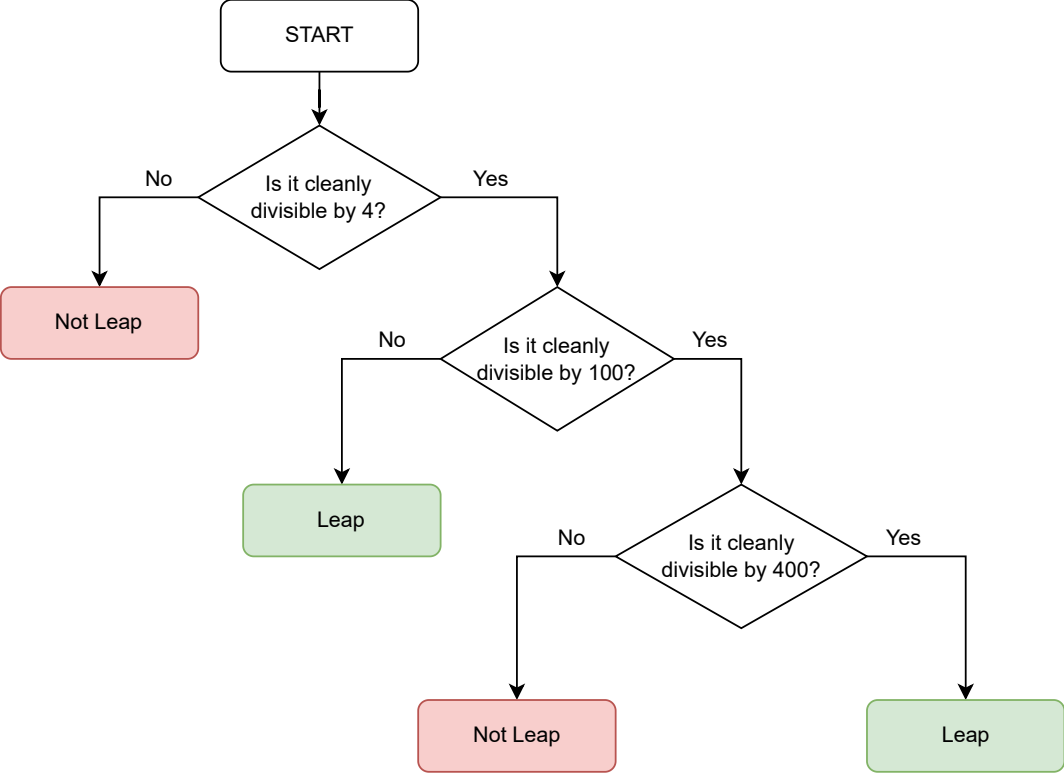 START
No
Yes
Is it cleanly
divisible by 4?
Not Leap
No
Yes
Is it cleanly
divisible by 100?
Leap
No
Yes
Is it cleanly
divisible by 400?
Not Leap
Leap